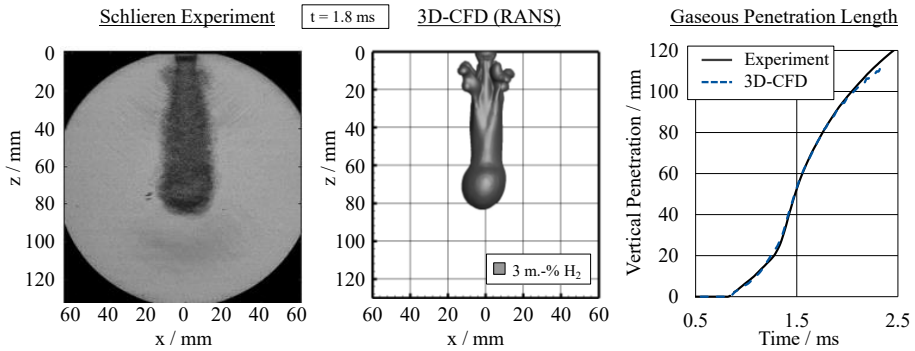 Schlieren Experiment
t = 1.8 ms
3D-CFD (RANS)
Gaseous Penetration Length
0
20
40
60
80
100
120
z / mm
60 40 20 0 20 40 60
x / mm
0
20
40
60
80
100
120
z / mm
3 m.-% H₂
60 40 20 0 20 40 60
x / mm
120
100
80
60
40
20
0
Vertical Penetration / mm
Experiment
3D-CFD
0.5 1.5 2.5
Time / ms